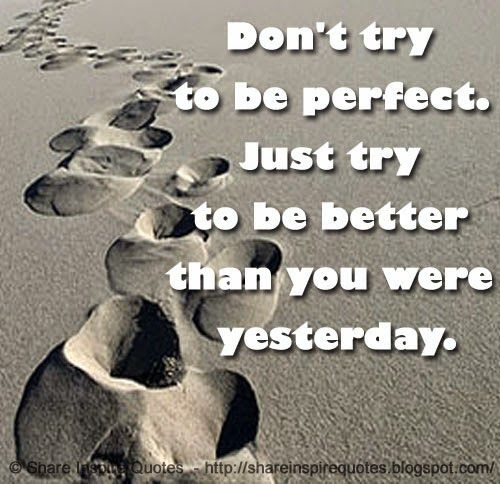 Don't try
to be perfect.
Just try
to be better
than you were
yesterday.
© Share Inspire Quotes - http://shareinspirequotes.blogspot.com/